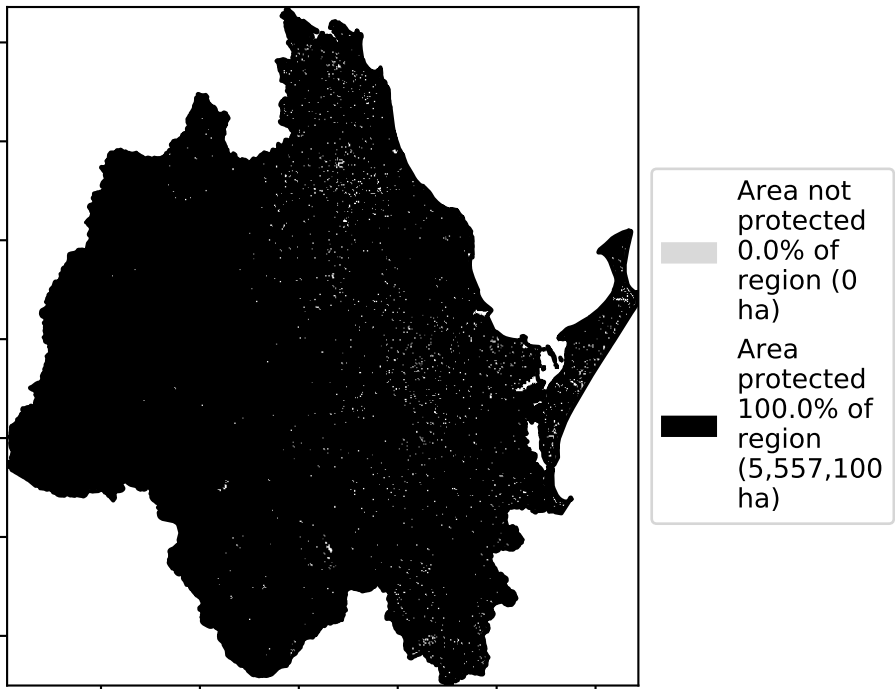 Area not
protected
0.0% of
region (0
ha)
Area
protected
100.0% of
region
(5,557,100
ha)